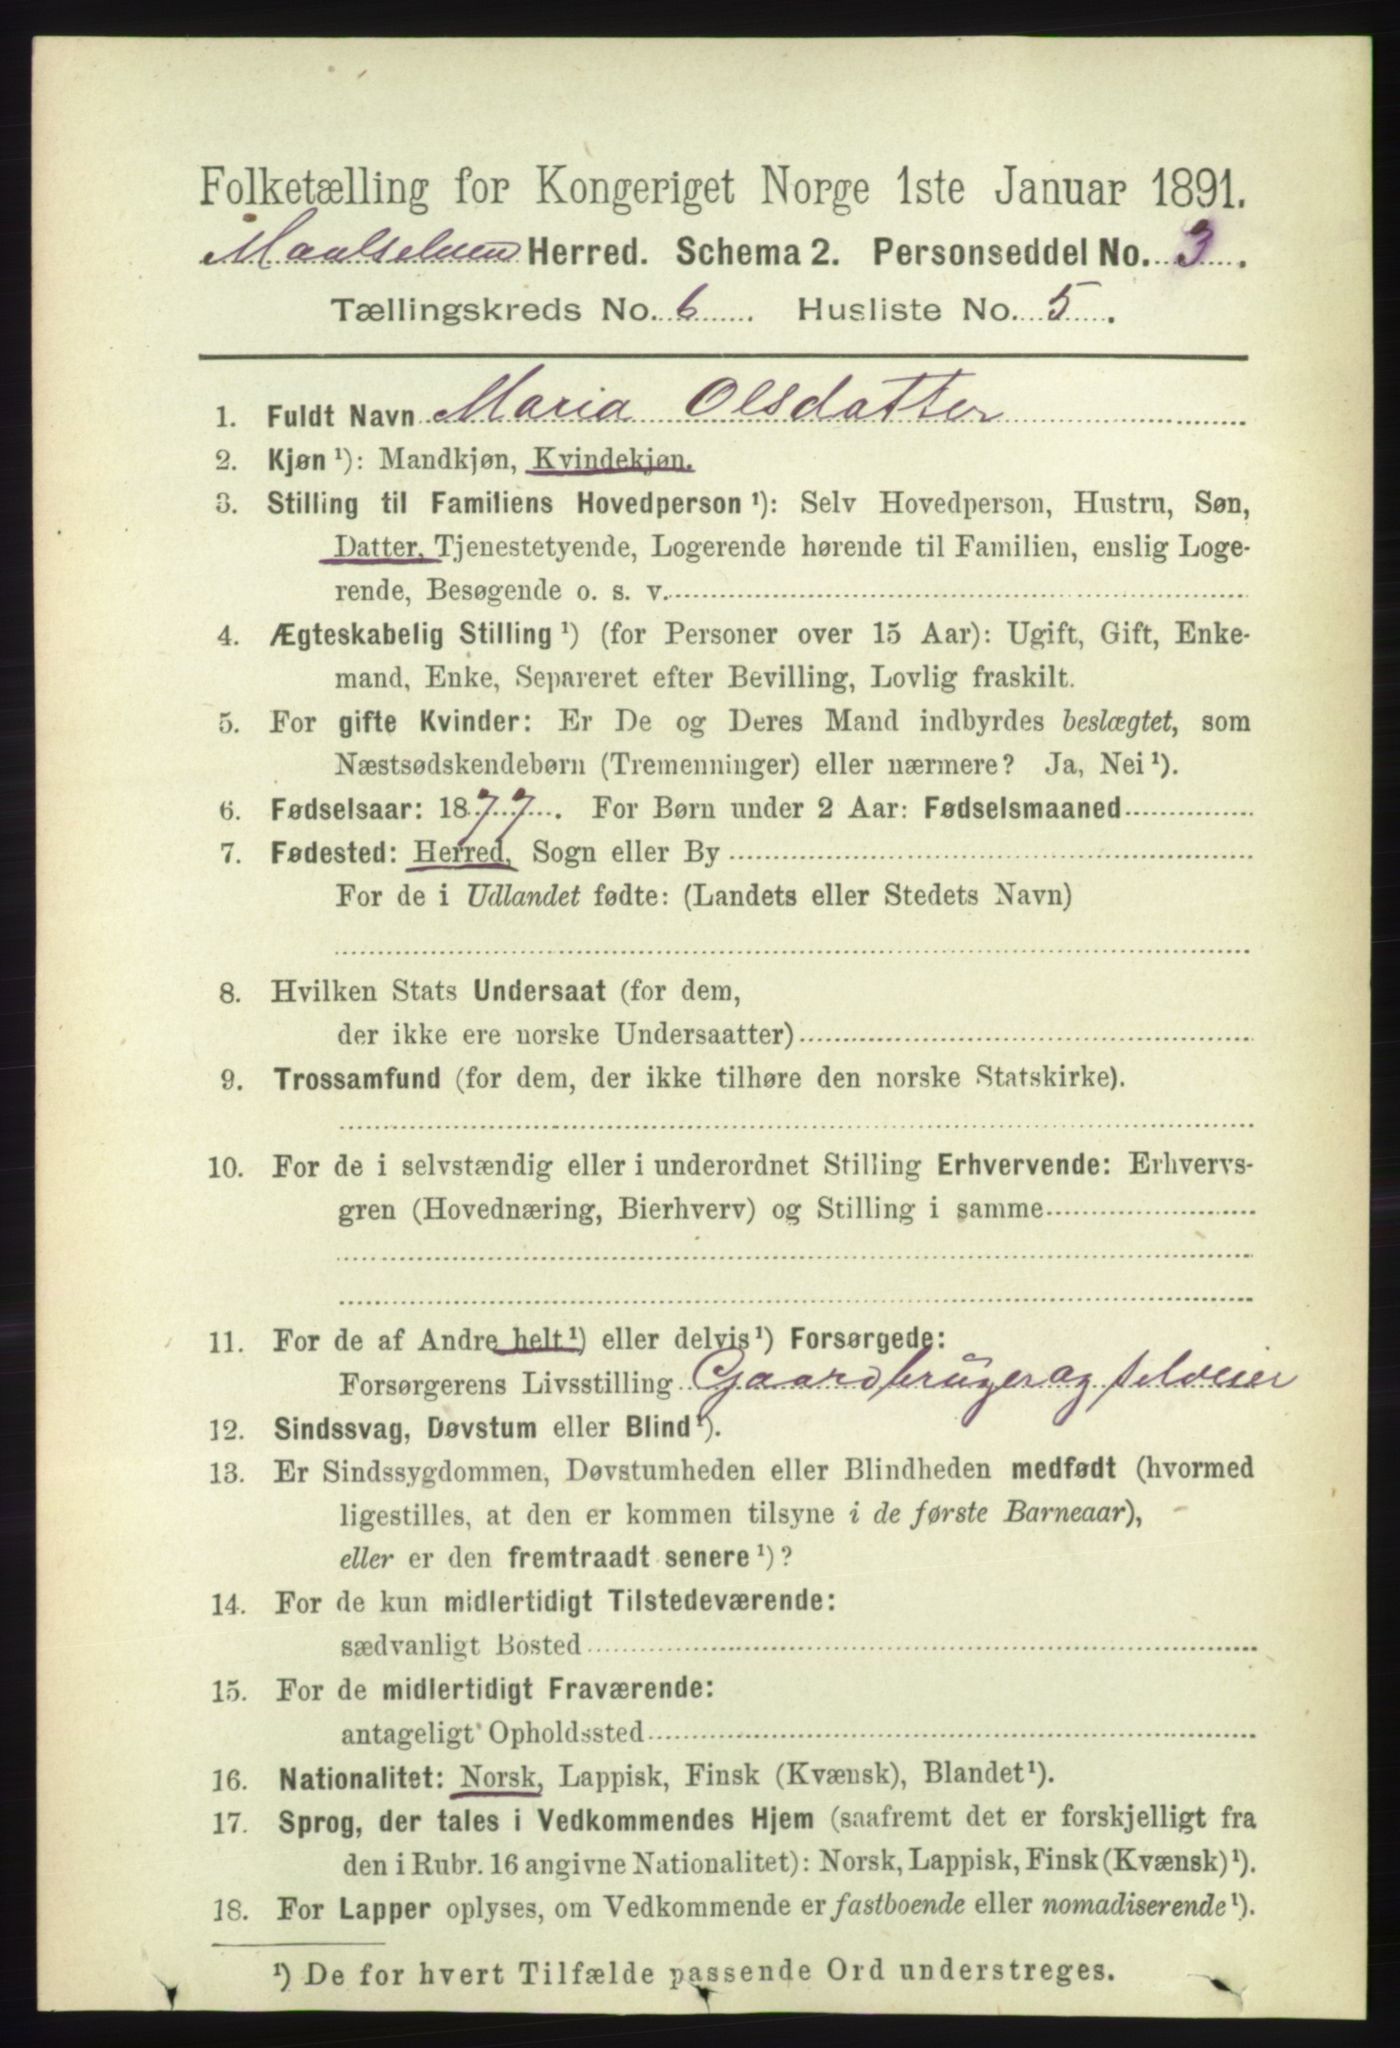 Folketælling for Kongeriget Norge 1ste Januar 1891.
Maalselven Herred. Schema 2. Personseddel No. 3.
Tællingskreds No. 6. Husliste No. 5.
1. Fuldt Navn Maria Olsdatter
2. Kjøn ¹): Mandkjøn, Kvindekjøn.
3. Stilling til Familiens Hovedperson ¹): Selv Hovedperson, Hustru, Søn,
Datter, Tjenestetyende, Logerende hørende til Familien, enslig Loge-
rende, Besøgende o. s. v.
4. Ægteskabelig Stilling ¹) (for Personer over 15 Aar): Ugift, Gift, Enke-
mand, Enke, Separeret efter Bevilling, Lovlig fraskilt.
5. For gifte Kvinder: Er De og Deres Mand indbyrdes beslægtet, som
Næstsødskendebørn (Tremenninger) eller nærmere? Ja, Nei ¹).
6. Fødselsaar: 1877. For Børn under 2 Aar: Fødselsmaaned
7. Fødested: Herred, Sogn eller By
For de i Udlandet fødte: (Landets eller Stedets Navn)
8. Hvilken Stats Undersaat (for dem,
der ikke ere norske Undersaatter)
9. Trossamfund (for dem, der ikke tilhøre den norske Statskirke).
10. For de i selvstændig eller i underordnet Stilling Erhvervende: Erhvervs-
gren (Hovednæring, Bierhverv) og Stilling i samme
11. For de af Andre helt ¹) eller delvis ¹) Forsørgede:
Forsørgerens Livsstilling Gaardbruger og selveier
12. Sindssvag, Døvstum eller Blind ¹).
13. Er Sindssygdommen, Døvstumheden eller Blindheden medfødt (hvormed
ligestilles, at den er kommen tilsyne i de første Barneaar),
eller er den fremtraadt senere ¹)?
14. For de kun midlertidigt Tilstedeværende:
sædvanligt Bosted
15. For de midlertidigt Fraværende:
antageligt Opholdssted
16. Nationalitet: Norsk, Lappisk, Finsk (Kvænsk), Blandet ¹).
17. Sprog, der tales i Vedkommendes Hjem (saafremt det er forskjelligt fra
den i Rubr. 16 angivne Nationalitet): Norsk, Lappisk, Finsk (Kvænsk) ¹).
18. For Lapper oplyses, om Vedkommende er fastboende eller nomadiserende ¹).
¹) De for hvert Tilfælde passende Ord understreges.